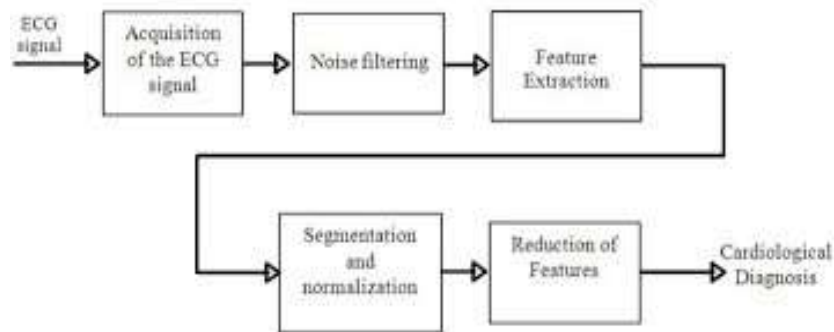 ECG
signal
Acquisition
of the ECG
signal
Noise filtering
Feature
Extraction
Segmentation
and
normalization
Reduction of
Features
Cardiological
Diagnosis